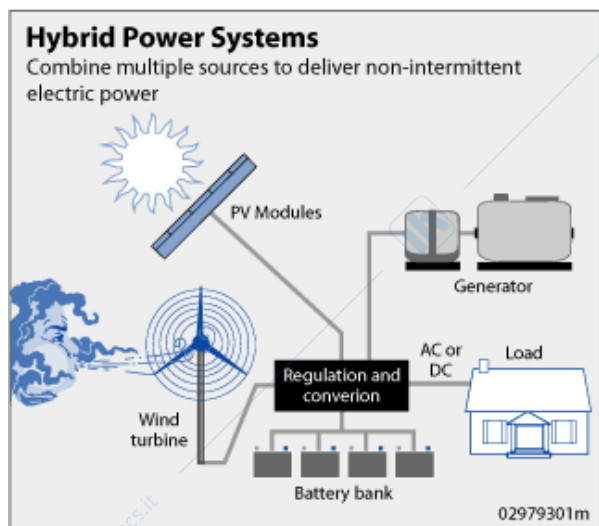 Hybrid Power Systems
Combine multiple sources to deliver non-intermittent
electric power
PV Modules
Generator
AC or
DC
Load
Regulation and
converion
Wind
turbine
Battery bank
02979301m